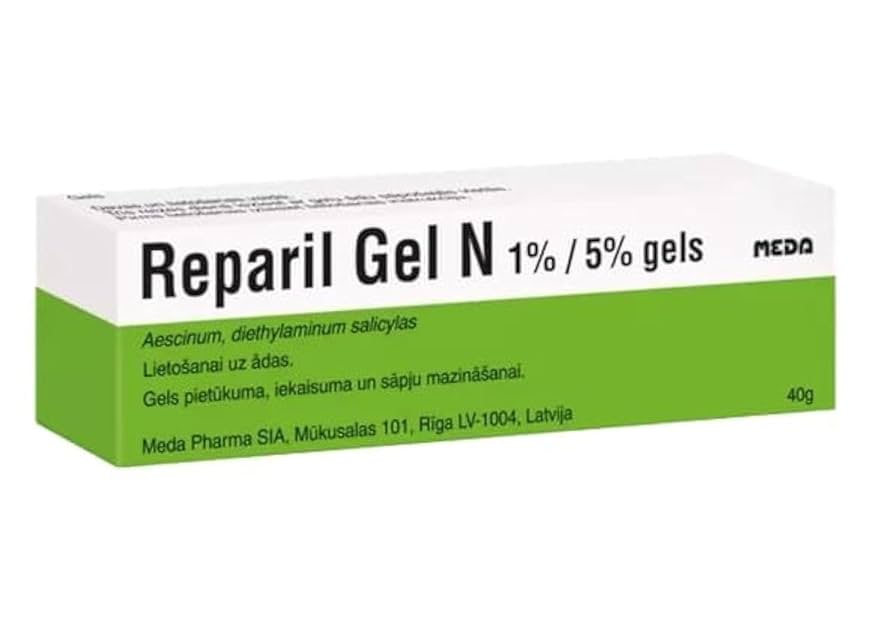 Gels
Reparil Gel N 1% / 5% gels
MEDA
Aescinum, diethylaminum salicylas
Lietošanai uz ādas.
Gels pietūkuma, iekaisuma un sāpju mazināšanai.
40g
Meda Pharma SIA, Mūkusalas 101, Rīga LV-1004, Latvija